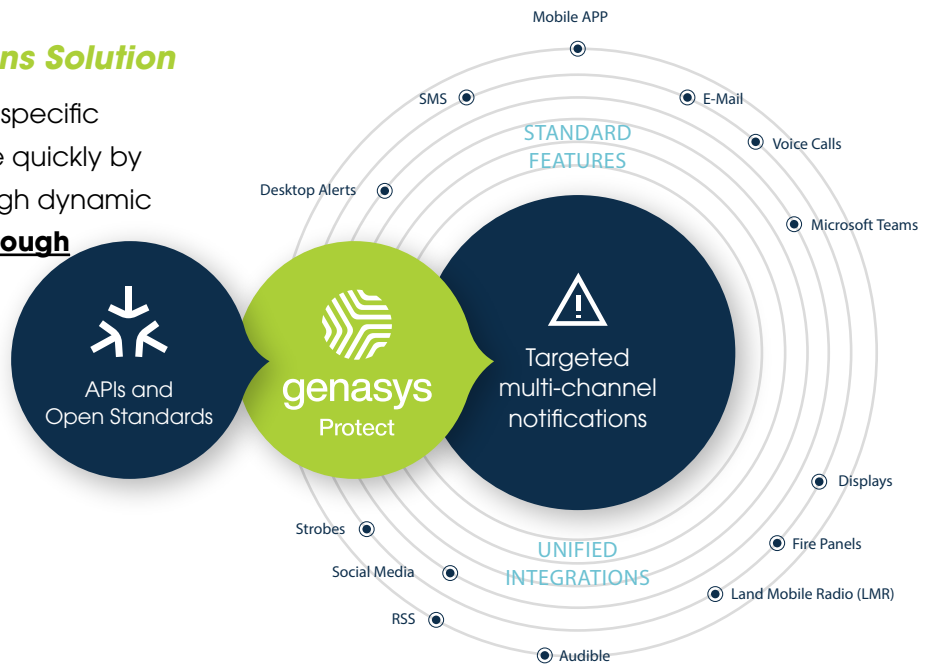 ns Solution
specific
e quickly by
gh dynamic
ough
Mobile APP
SMS
E-Mail
STANDARD
FEATURES
Voice Calls
Desktop Alerts
Microsoft Teams
APIs and
Open Standards
genasys
Protect
Targeted
multi-channel
notifications
Displays
Strobes
Fire Panels
UNIFIED
INTEGRATIONS
Social Media
Land Mobile Radio (LMR)
RSS
Audible